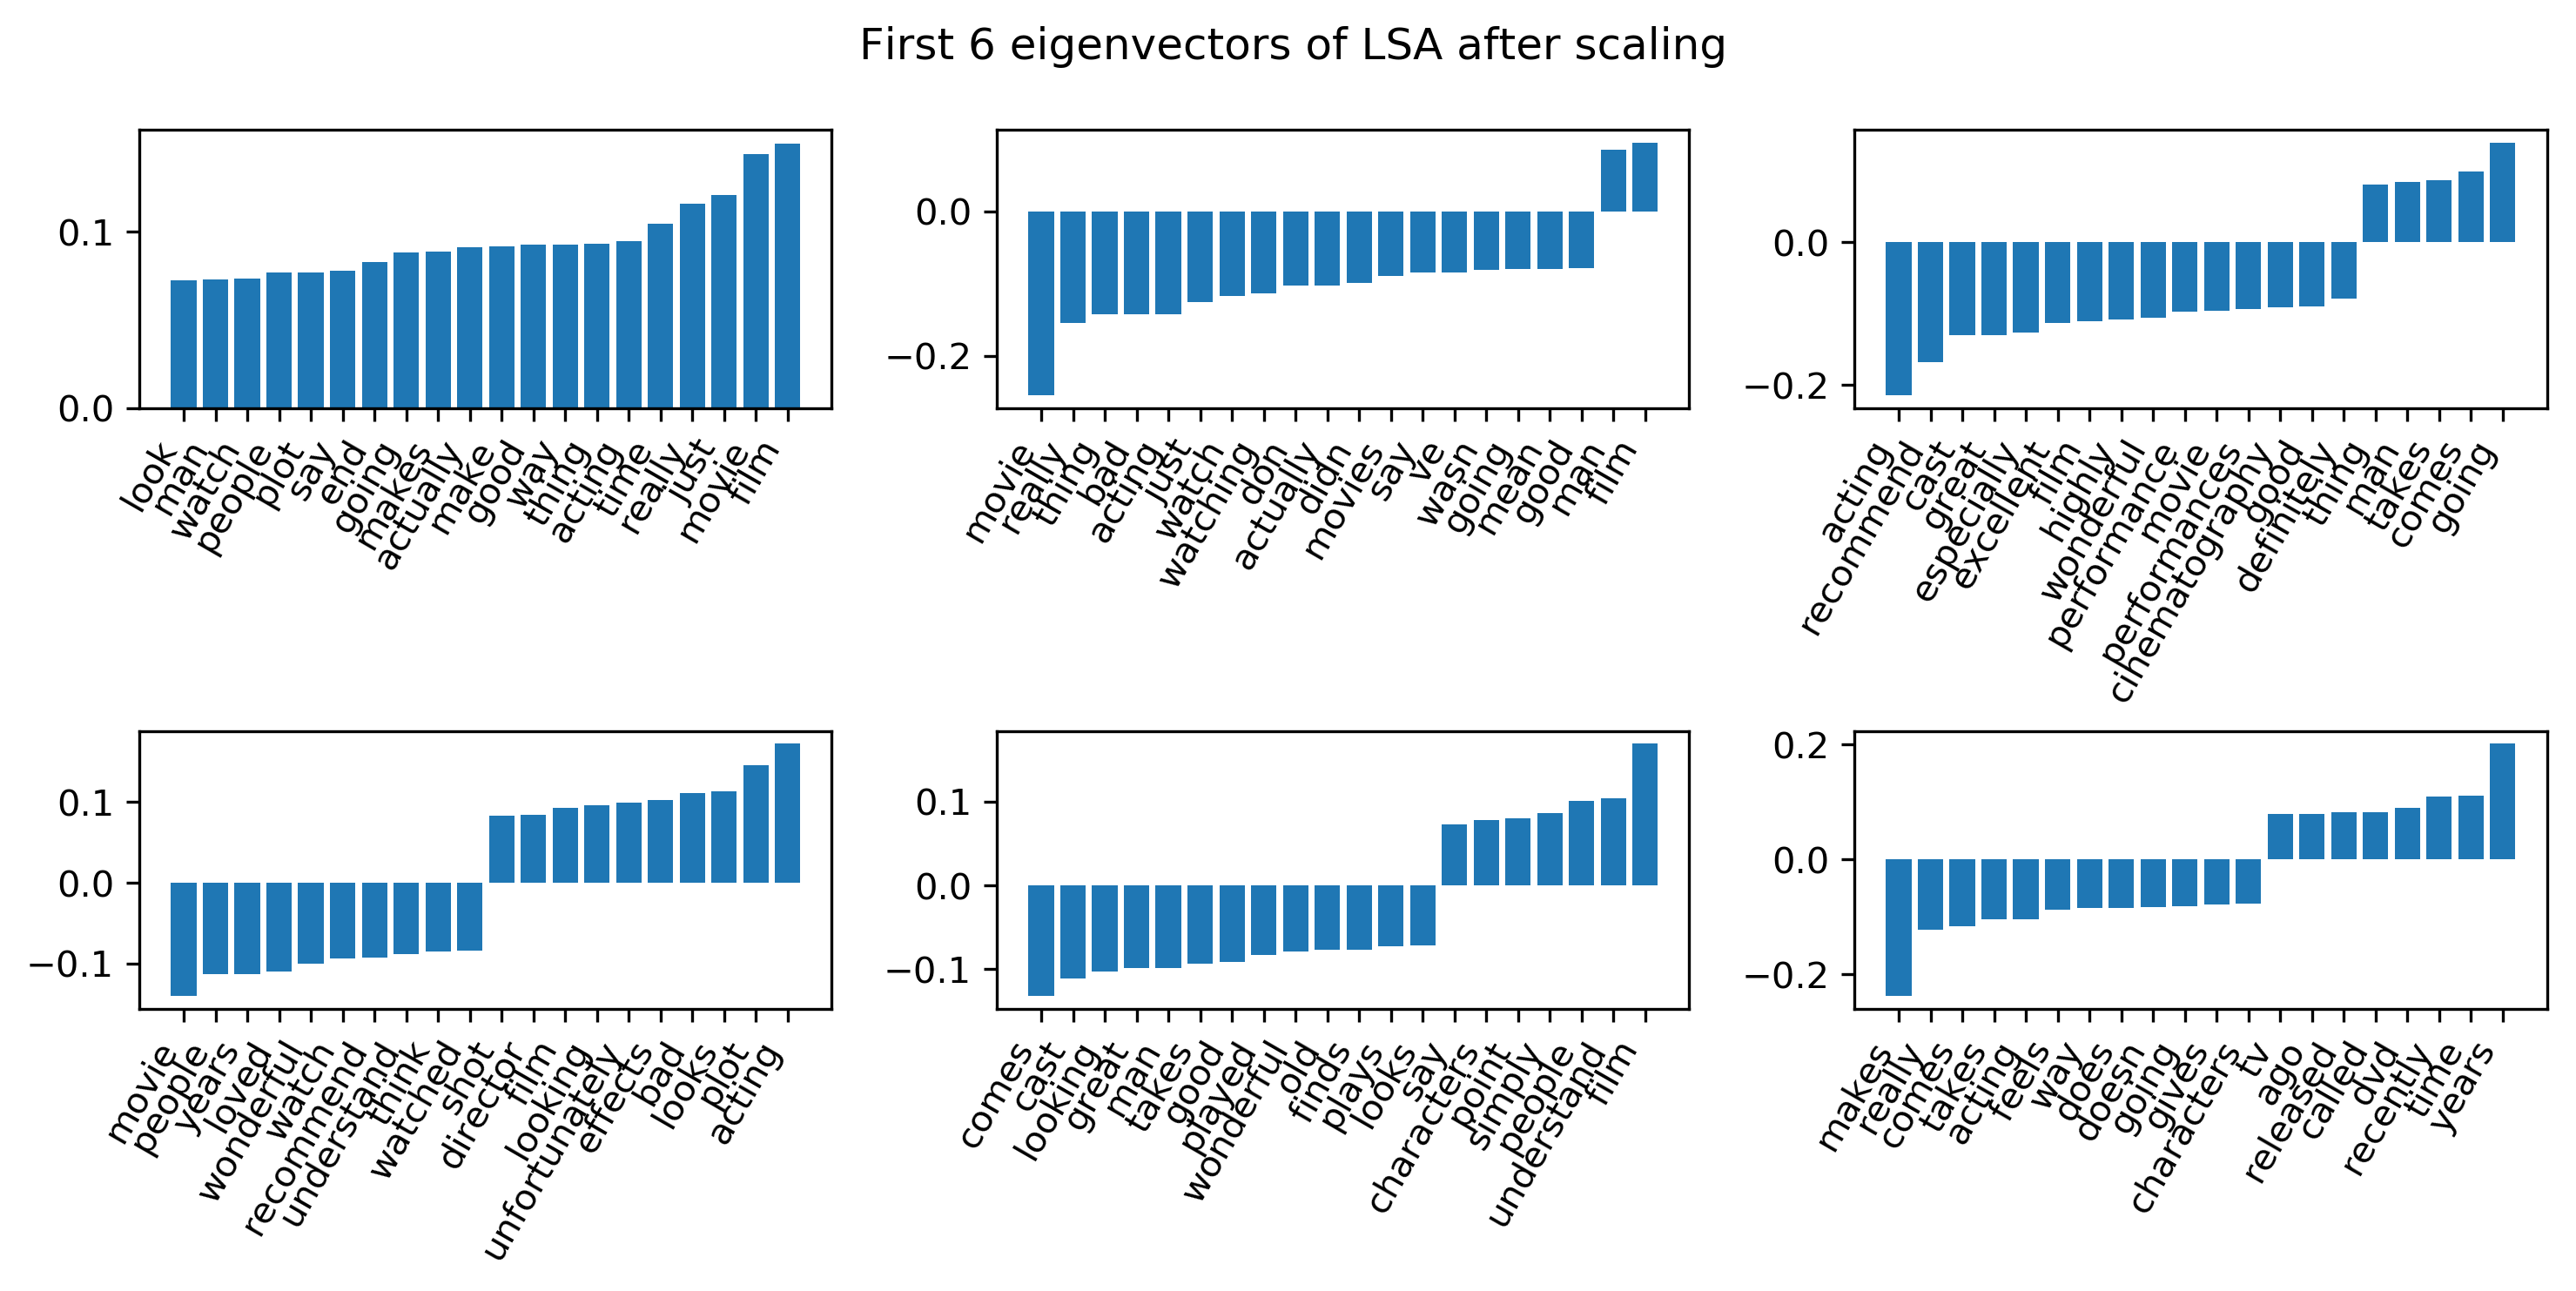 First 6 eigenvectors of LSA after scaling
0.1
0.0
look man watch people plot say end going makes actually make good way thing acting time really just movie film
0.0
−0.2
movie really thing bad acting just watch watching don actually didn movies say ve wasn going mean good man film
0.0
−0.2
acting recommend cast great especially excellent film highly wonderful performance movie performances cinematography good definitely thing man takes comes going
0.1
0.0
−0.1
movie people years loved wonderful watch recommend understand think watched shot director film looking unfortunately effects bad looks plot acting
0.1
0.0
−0.1
comes cast looking great man takes good played wonderful old finds plays looks say characters point simply people understand film
0.2
0.0
−0.2
makes really comes takes acting feels way does doesn going gives characters tv ago released called dvd recently time years